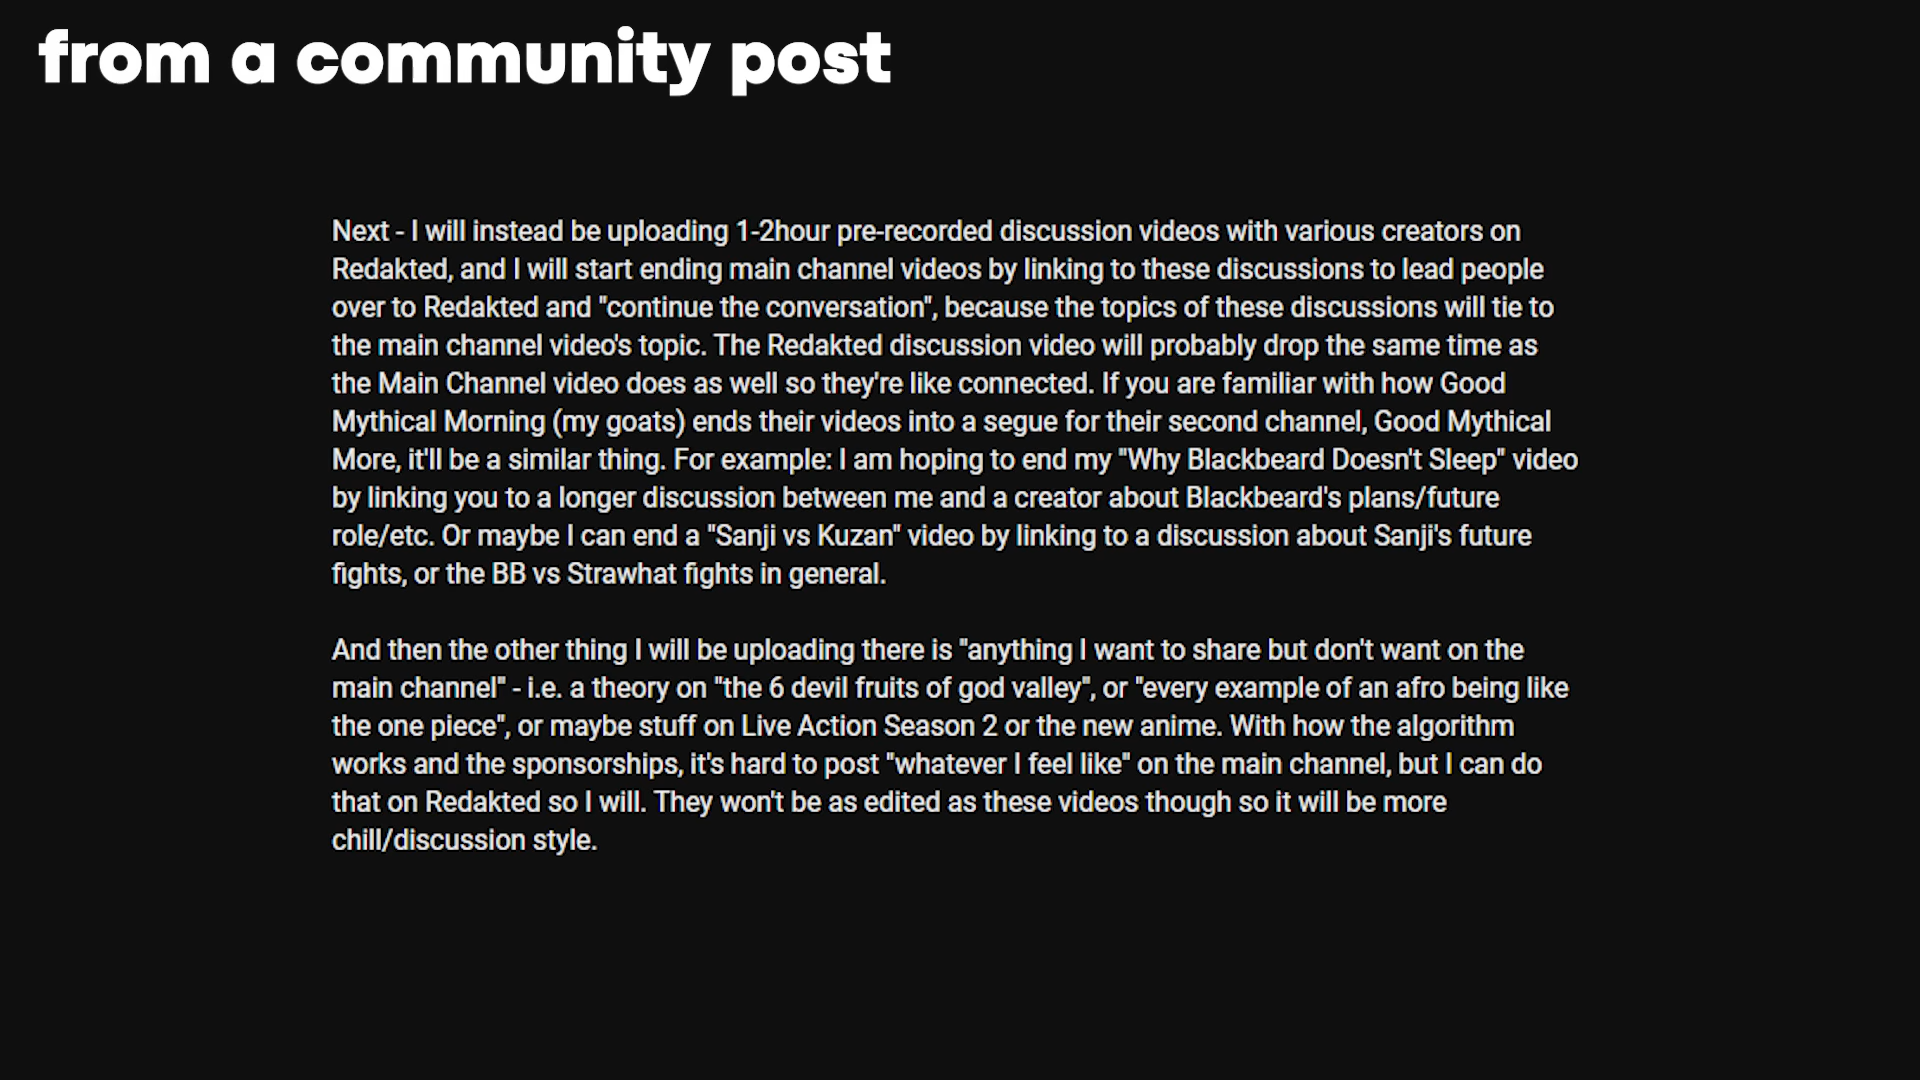 from a community post
Next - I will instead be uploading 1-2hour pre-recorded discussion videos with various creators on
Redakted, and I will start ending main channel videos by linking to these discussions to lead people
over to Redakted and "continue the conversation", because the topics of these discussions will tie to
the main channel video's topic. The Redakted discussion video will probably drop the same time as
the Main Channel video does as well so they're like connected. If you are familiar with how Good
Mythical Morning (my goats) ends their videos into a segue for their second channel, Good Mythical
More, it'll be a similar thing. For example: I am hoping to end my "Why Blackbeard Doesn't Sleep" video
by linking you to a longer discussion between me and a creator about Blackbeard's plans/future
role/etc. Or maybe I can end a "Sanji vs Kuzan" video by linking to a discussion about Sanji's future
fights, or the BB vs Strawhat fights in general.
And then the other thing I will be uploading there is "anything I want to share but don't want on the
main channel" - i.e. a theory on "the 6 devil fruits of god valley", or "every example of an afro being like
the one piece", or maybe stuff on Live Action Season 2 or the new anime. With how the algorithm
works and the sponsorships, it's hard to post "whatever I feel like" on the main channel, but I can do
that on Redakted so I will. They won't be as edited as these videos though so it will be more
chill/discussion style.